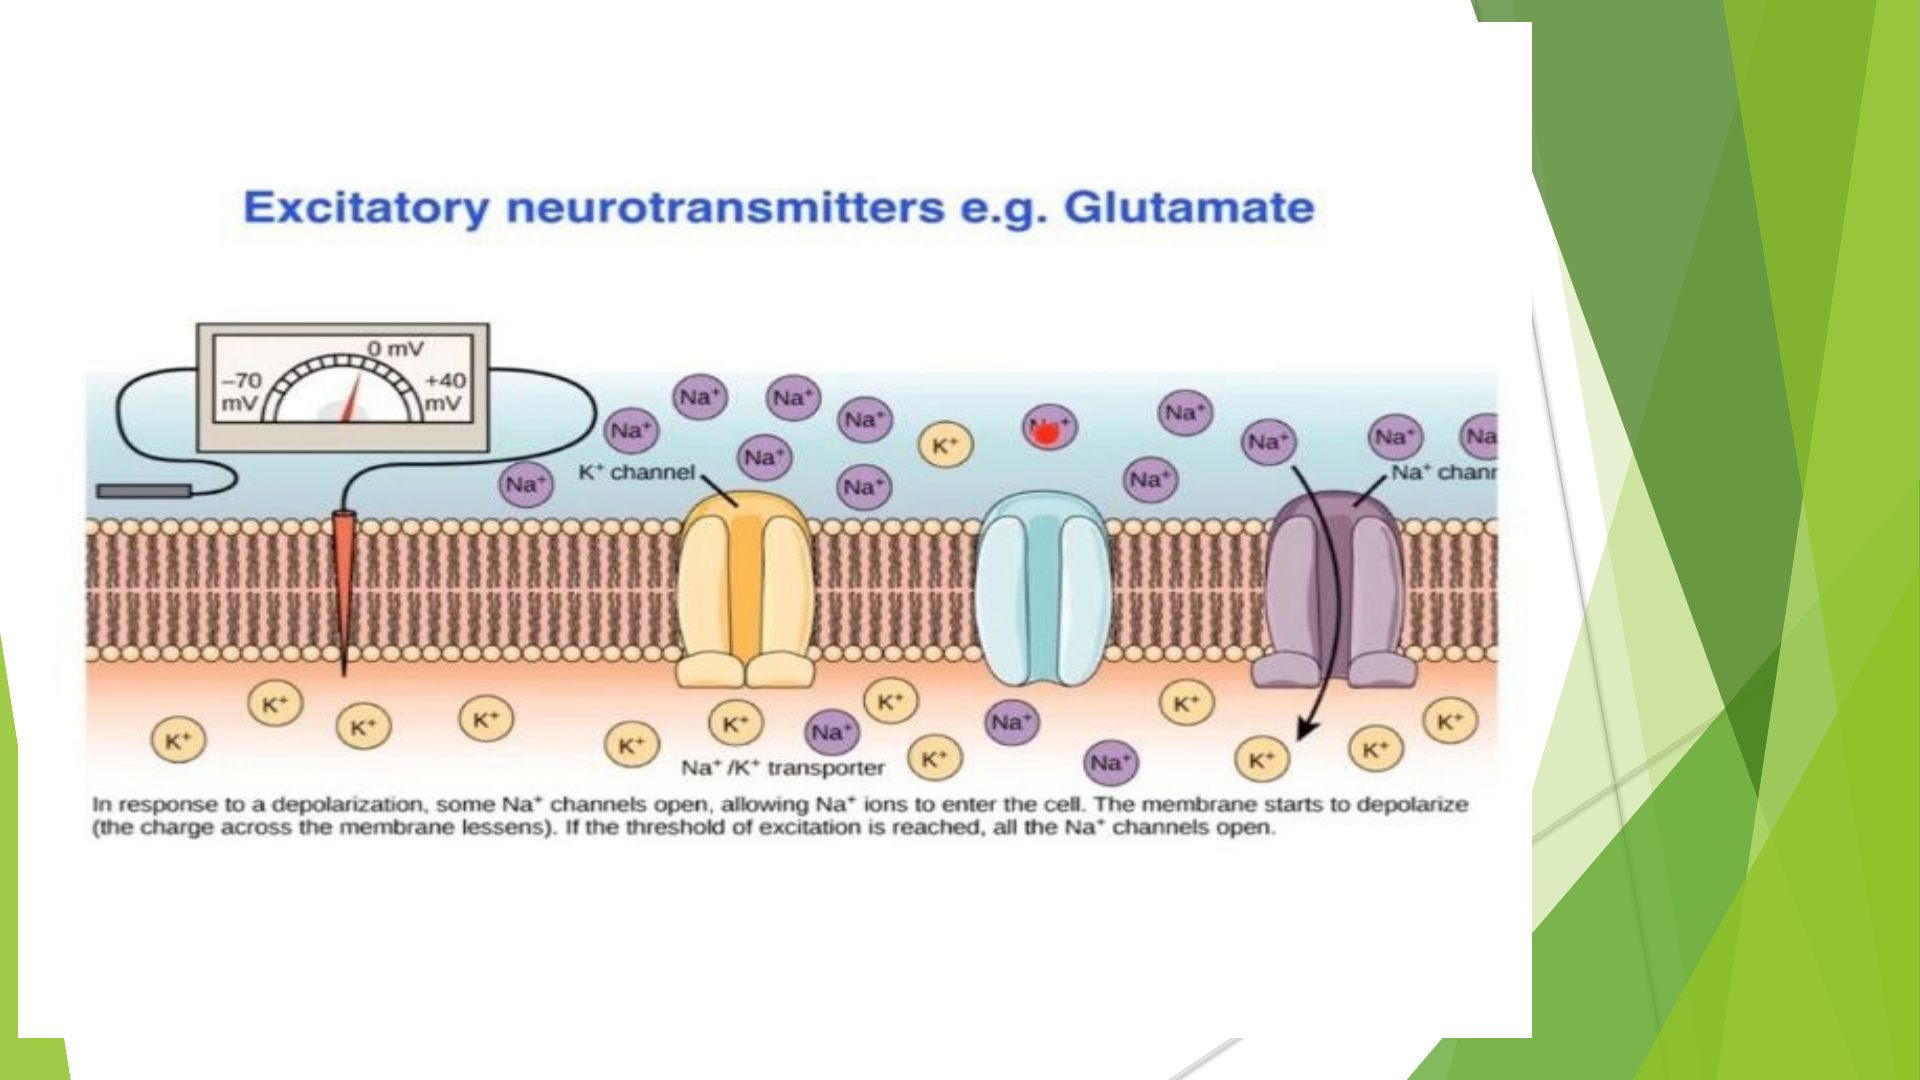 Excitatory neurotransmitters e.g. Glutamate
0 mV
–70 mV
+40 mV
Na⁺ Na⁺ Na⁺ Na⁺ Na⁺ Na⁺ Na⁺ Na⁺
K⁺
Na⁺ Na⁺ Na⁺ Na⁺ Na
K⁺ channel
Na⁺ chann
K⁺ K⁺ K⁺ K⁺ K⁺ K⁺ Na⁺ K⁺ K⁺ Na⁺ Na⁺ K⁺ K⁺ K⁺ K⁺
Na⁺ /K⁺ transporter
In response to a depolarization, some Na⁺ channels open, allowing Na⁺ ions to enter the cell. The membrane starts to depolarize
(the charge across the membrane lessens). If the threshold of excitation is reached, all the Na⁺ channels open.